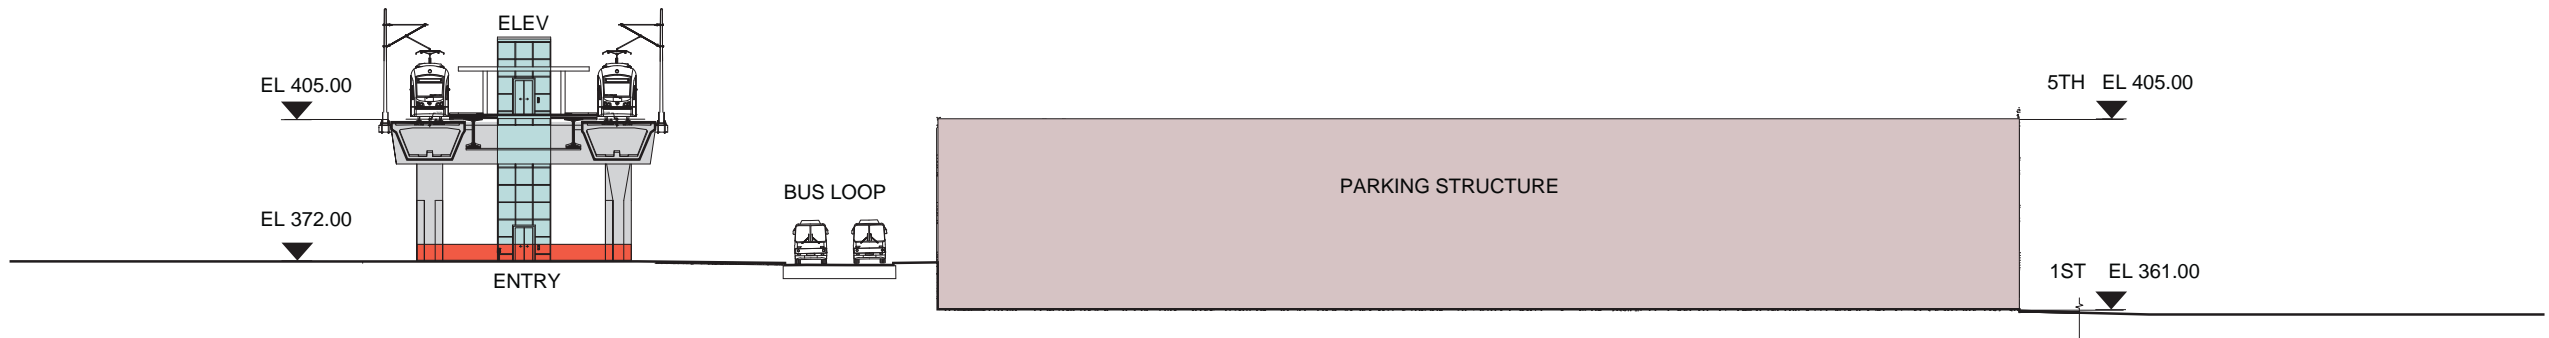 ELEV
EL 405.00
5TH EL 405.00
PARKING STRUCTURE
BUS LOOP
EL 372.00
1ST EL 361.00
ENTRY